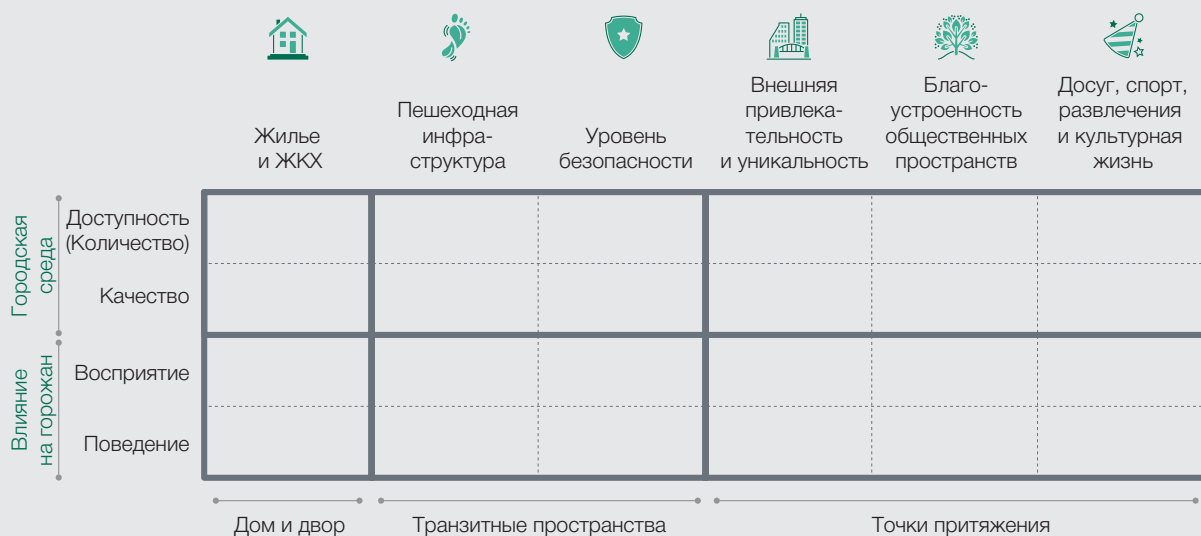 Жилье
и ЖКХ
Пешеходная
инфра-
структура
Уровень
безопасности
Внешняя
привлека-
тельность
и уникальность
Благо-
устроенность
общественных
пространств
Досуг, спорт,
развлечения
и культурная
жизнь
Городская
среда
Доступность
(Количество)
Качество
Влияние
на горожан
Восприятие
Поведение
Дом и двор
Транзитные пространства
Точки притяжения